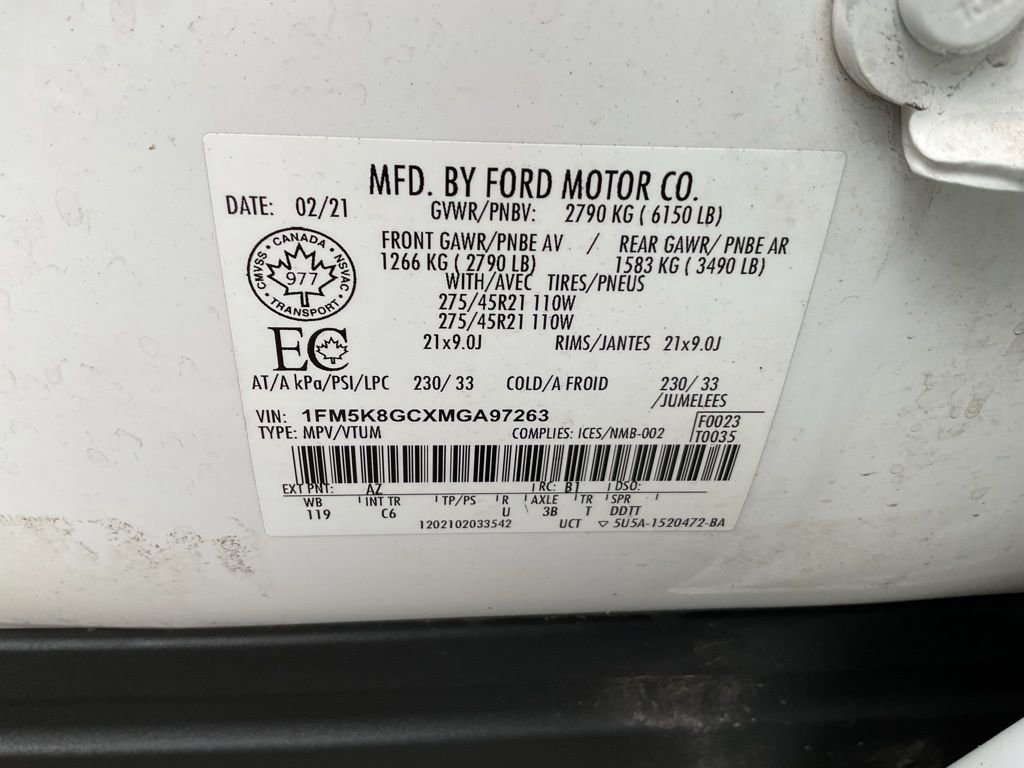 MFD. BY FORD MOTOR CO.
DATE: 02/21 GVWR/PNBV: 2790 KG ( 6150 LB)
FRONT GAWR/PNBE AV / REAR GAWR/ PNBE AR
1266 KG ( 2790 LB) 1583 KG ( 3490 LB)
WITH/AVEC TIRES/PNEUS
275/45R21 110W
275/45R21 110W
21x9.0J RIMS/JANTES 21x9.0J
CMVSS · CANADA · NSVAC · TRANSPORT ·
977
EC
AT/A kPa/PSI/LPC 230/ 33 COLD/A FROID 230/ 33
/JUMELEES
VIN: 1FM5K8GCXMGA97263 F0023
TYPE: MPV/VTUM COMPLIES: ICES/NMB-002 T0035
EXT PNT: AZ RC: B1 DSO:
WB INT TR TP/PS R AXLE TR SPR
119 C6 U 3B T DDTT
1202102033542 UCT ▽ 5U5A-1520472-BA